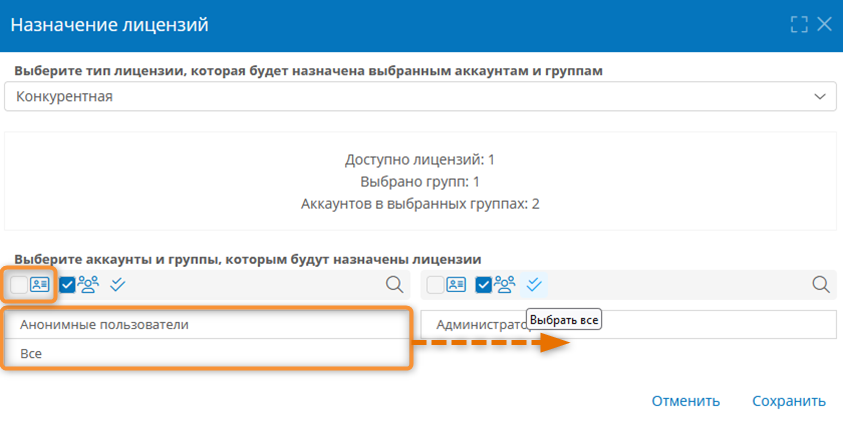 Назначение лицензий
Выберите тип лицензии, которая будет назначена выбранным аккаунтам и группам
Конкурентная
Доступно лицензий: 1
Выбрано групп: 1
Аккаунтов в выбранных группах: 2
Выберите аккаунты и группы, которым будут назначены лицензии
Анонимные пользователи
Все
Администратор
Выбрать все
Отменить
Сохранить